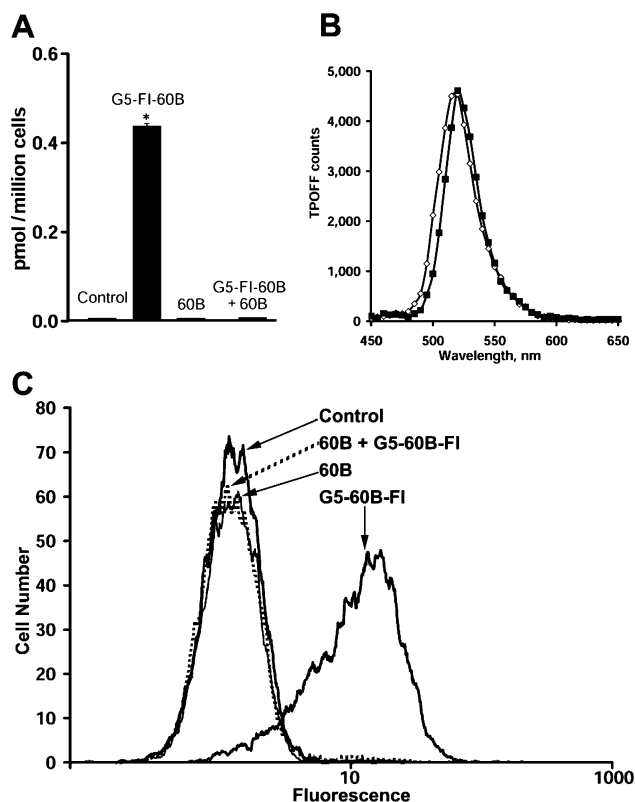 A
pmol/million cells
0.6
0.4
0.2
0.0
G5-FI-60B
*
Control
60B
G5-FI-60B
+ 60B
B
TPOFF counts
5,000
4,000
3,000
2,000
1,000
0
450
500
550
600
650
Wavelength, nm
C
Cell Number
80
70
60
50
40
30
20
10
0
Control
60B + G5-60B-FI
60B
G5-60B-FI
10
1000
Fluorescence